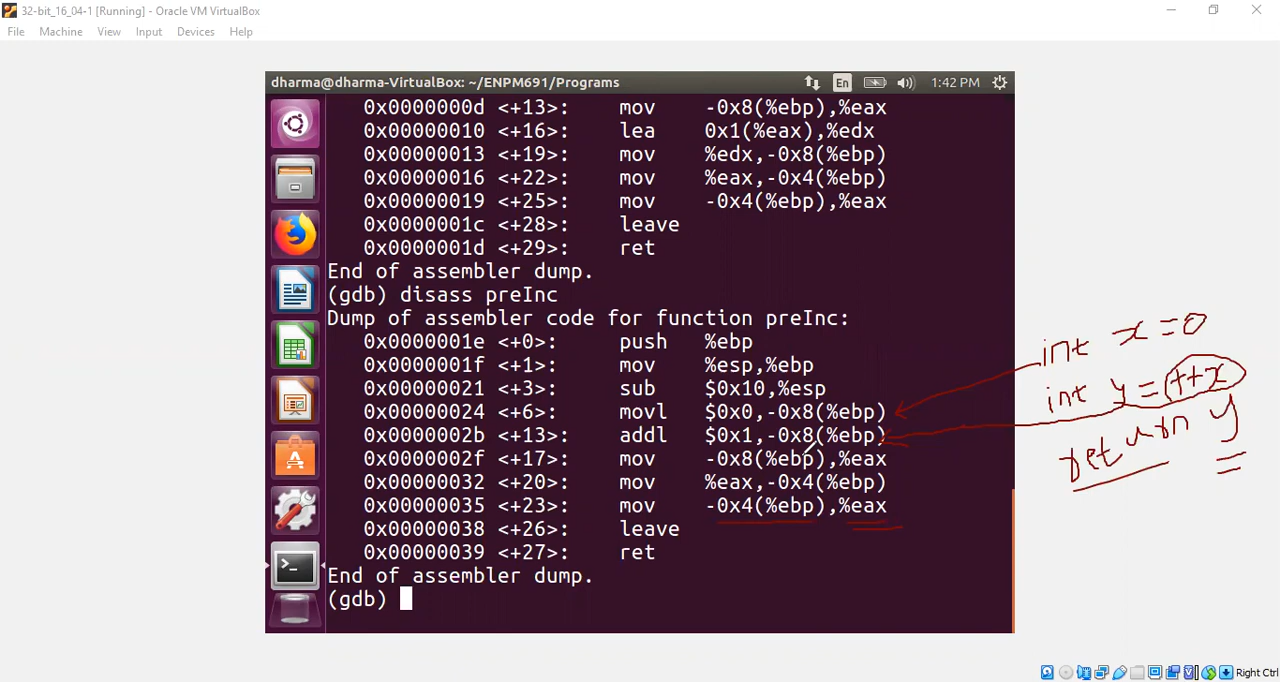 32-bit_16_04-1 [Running] - Oracle VM VirtualBox
File Machine View Input Devices Help
dharma@dharma-VirtualBox: ~/ENPM691/Programs En 1:42 PM
0x0000000d <+13>: mov -0x8(%ebp),%eax
0x00000010 <+16>: lea 0x1(%eax),%edx
0x00000013 <+19>: mov %edx,-0x8(%ebp)
0x00000016 <+22>: mov %eax,-0x4(%ebp)
0x00000019 <+25>: mov -0x4(%ebp),%eax
0x0000001c <+28>: leave
0x0000001d <+29>: ret
End of assembler dump.
(gdb) disass preInc
Dump of assembler code for function preInc:
0x0000001e <+0>: push %ebp
0x0000001f <+1>: mov %esp,%ebp
0x00000021 <+3>: sub $0x10,%esp
0x00000024 <+6>: movl $0x0,-0x8(%ebp)
0x0000002b <+13>: addl $0x1,-0x8(%ebp)
0x0000002f <+17>: mov -0x8(%ebp),%eax
0x00000032 <+20>: mov %eax,-0x4(%ebp)
0x00000035 <+23>: mov -0x4(%ebp),%eax
0x00000038 <+26>: leave
0x00000039 <+27>: ret
End of assembler dump.
(gdb)
int x=0
int y=++x
return y
Right Ctrl